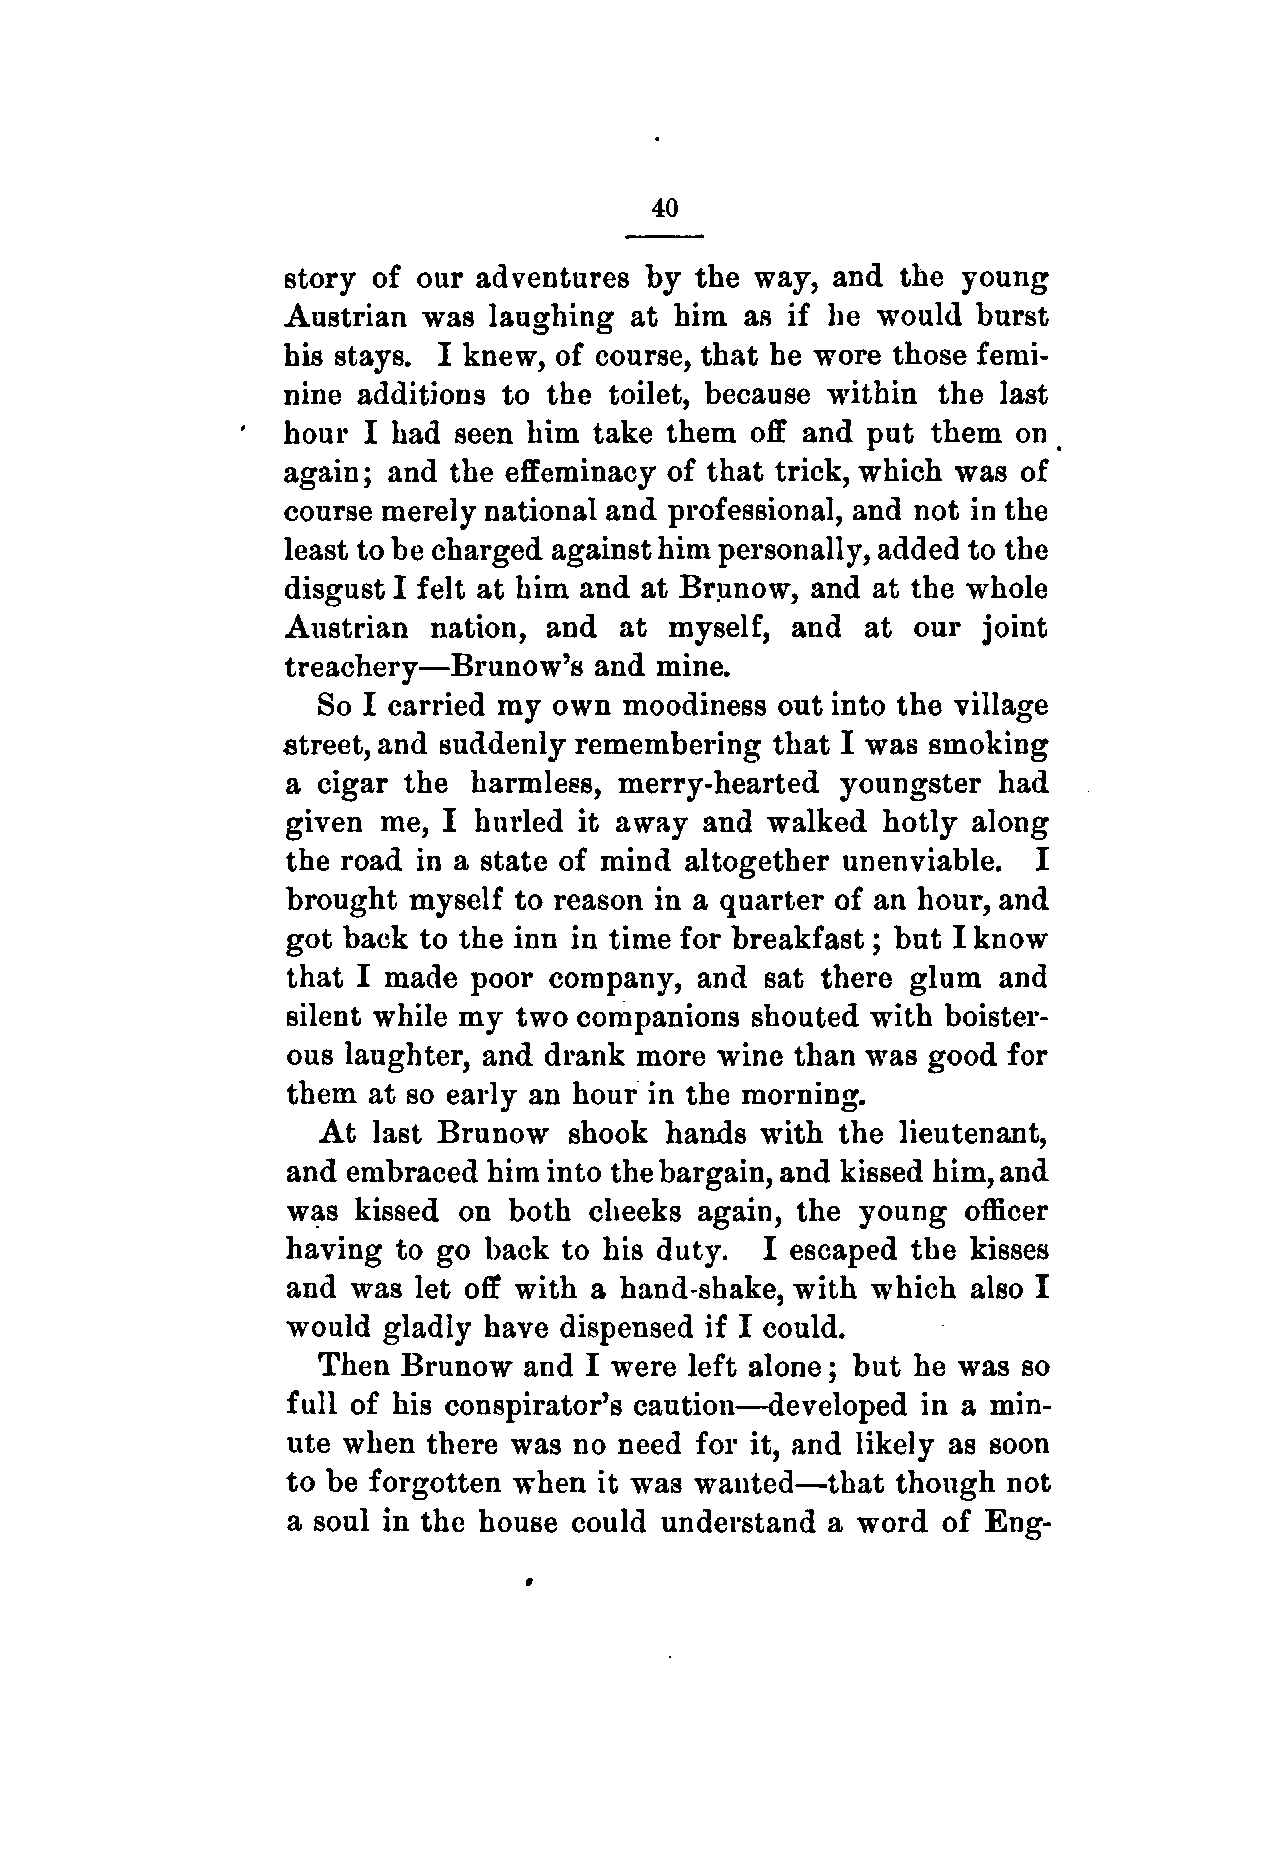 40
story of our adventures by the way, and the young
Austrian was laughing at him as if he would burst
his stays. I knew, of course, that he wore those femi-
nine additions to the toilet, because within the last
hour I had seen him take them off and put them on
again; and the effeminacy of that trick, which was of
course merely national and professional, and not in the
least to be charged against him personally, added to the
disgust I felt at him and at Brunow, and at the whole
Austrian nation, and at myself, and at our joint
treachery—Brunow's and mine.
So I carried my own moodiness out into the village
street, and suddenly remembering that I was smoking
a cigar the harmless, merry-hearted youngster had
given me, I hurled it away and walked hotly along
the road in a state of mind altogether unenviable. I
brought myself to reason in a quarter of an hour, and
got back to the inn in time for breakfast; but I know
that I made poor company, and sat there glum and
silent while my two companions shouted with boister-
ous laughter, and drank more wine than was good for
them at so early an hour in the morning.
At last Brunow shook hands with the lieutenant,
and embraced him into the bargain, and kissed him, and
was kissed on both cheeks again, the young officer
having to go back to his duty. I escaped the kisses
and was let off with a hand-shake, with which also I
would gladly have dispensed if I could.
Then Brunow and I were left alone; but he was so
full of his conspirator's caution—developed in a min-
ute when there was no need for it, and likely as soon
to be forgotten when it was wanted—that though not
a soul in the house could understand a word of Eng-